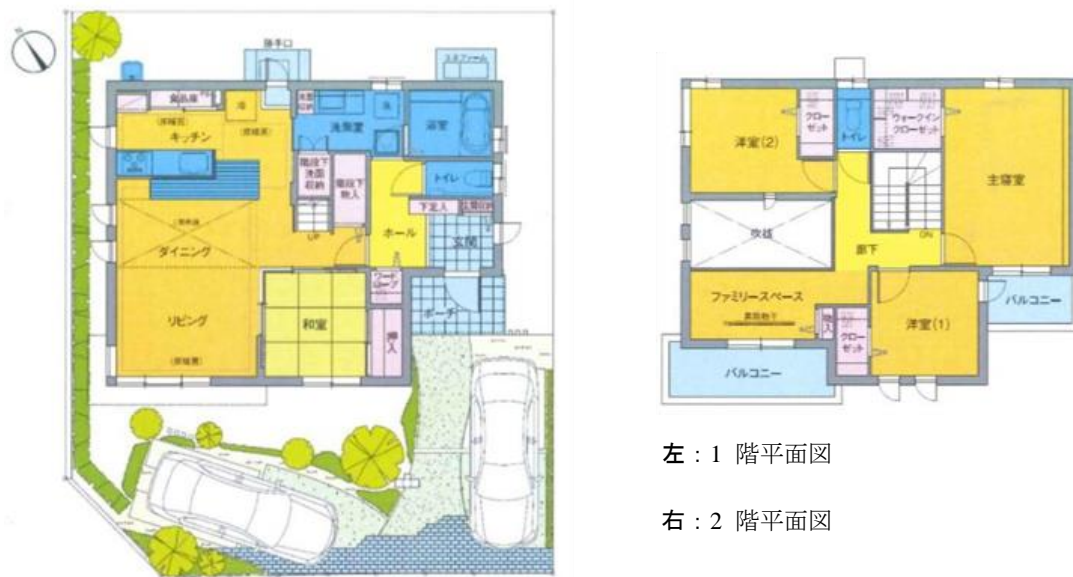 勝手口
エネファーム
食品庫
冷
洗面
収納
洗面室
洗
浴室
(床暖房)
(床暖房)
キッチン
階段下
洗面
収納
階段下
物入
トイレ
下足入
玄関収納
UP
ホール
玄関
ダイニング
ワード
ローブ
ポーチ
リビング
和室
押入
(床暖房)
洋室(2)
クロー
ゼット
トイレ
ウォークイン
クローゼット
主寝室
吹抜
DN
廊下
ファミリースペース
バルコニー
物入
クロー
ゼット
洋室(1)
バルコニー
左:1 階平面図
右:2 階平面図